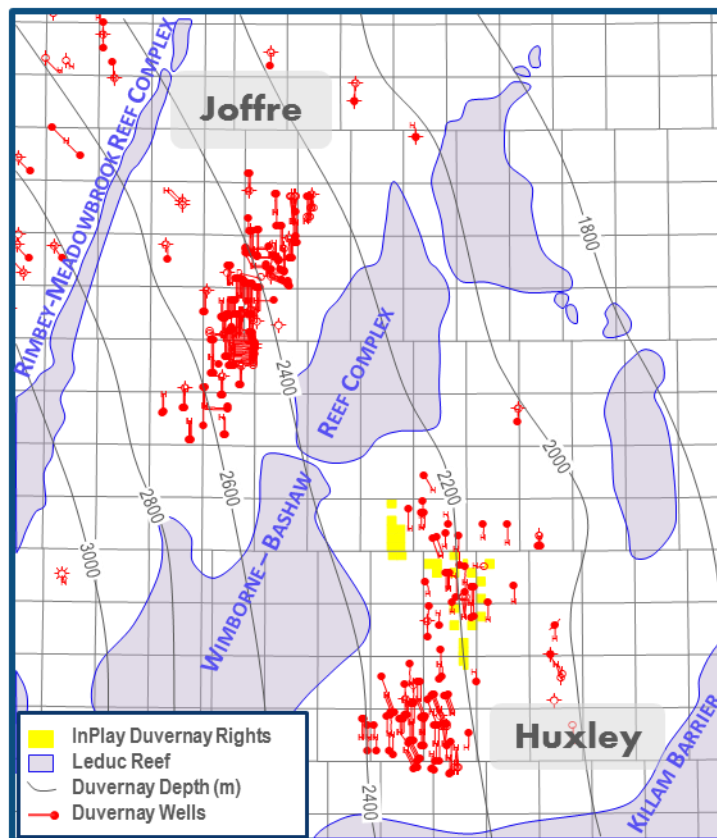 Joffre
RIMBEY-MEADOWBROOK REEF COMPLEX
1800
REEF COMPLEX
2400
2000
2200
2600
2800
3000
WIMBORNE – BASHAW
Huxley
KILLAM BARRIER
2400
InPlay Duvernay Rights
Leduc Reef
Duvernay Depth (m)
Duvernay Wells